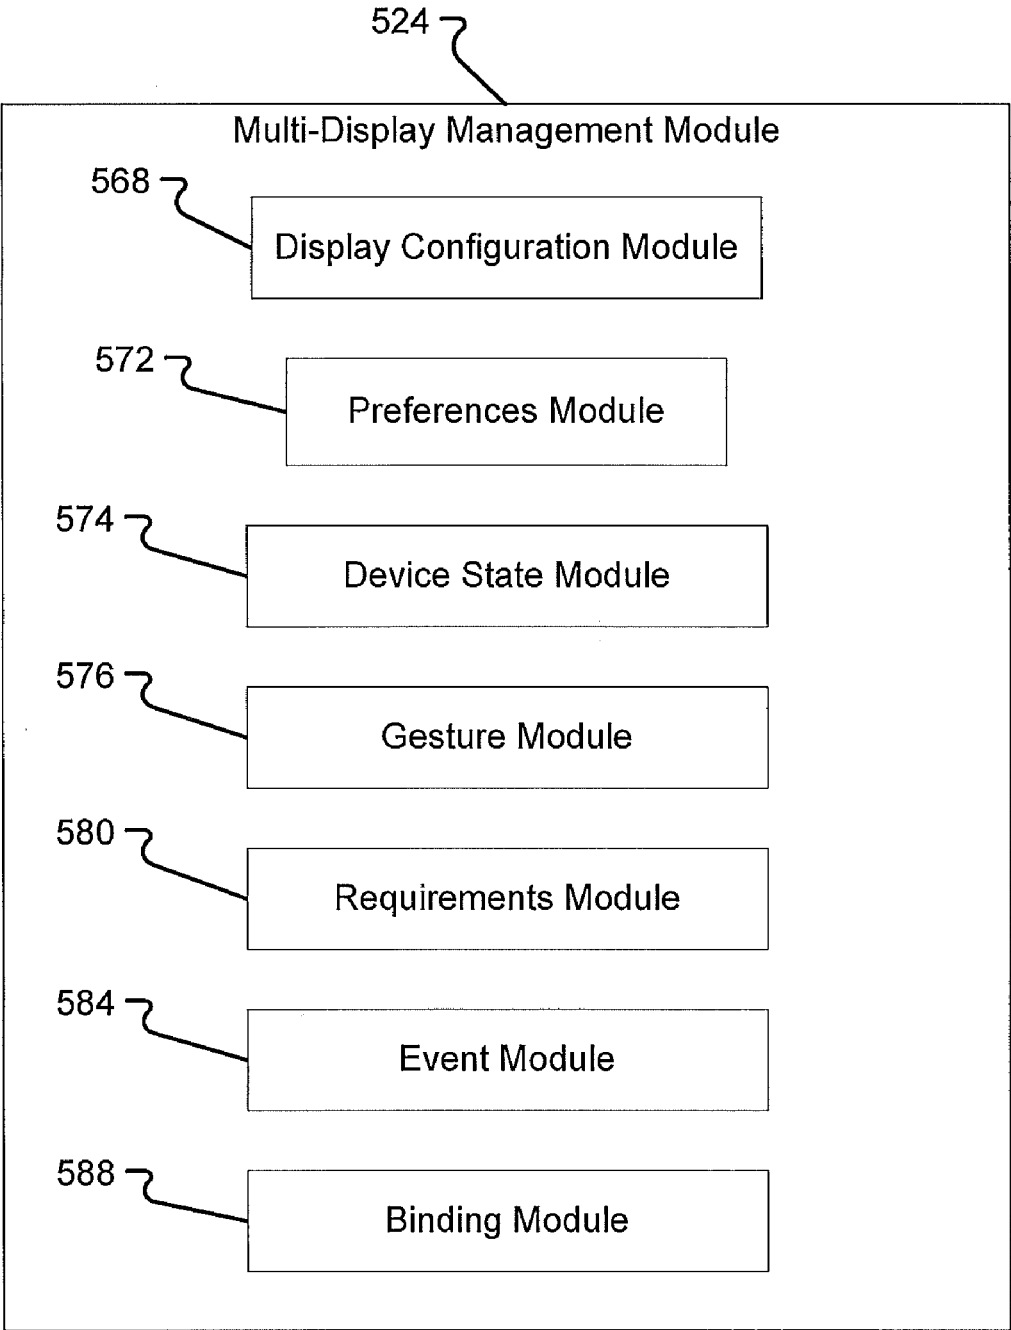 524
Multi-Display Management Module
568
Display Configuration Module
572
Preferences Module
574
Device State Module
576
Gesture Module
580
Requirements Module
584
Event Module
588
Binding Module